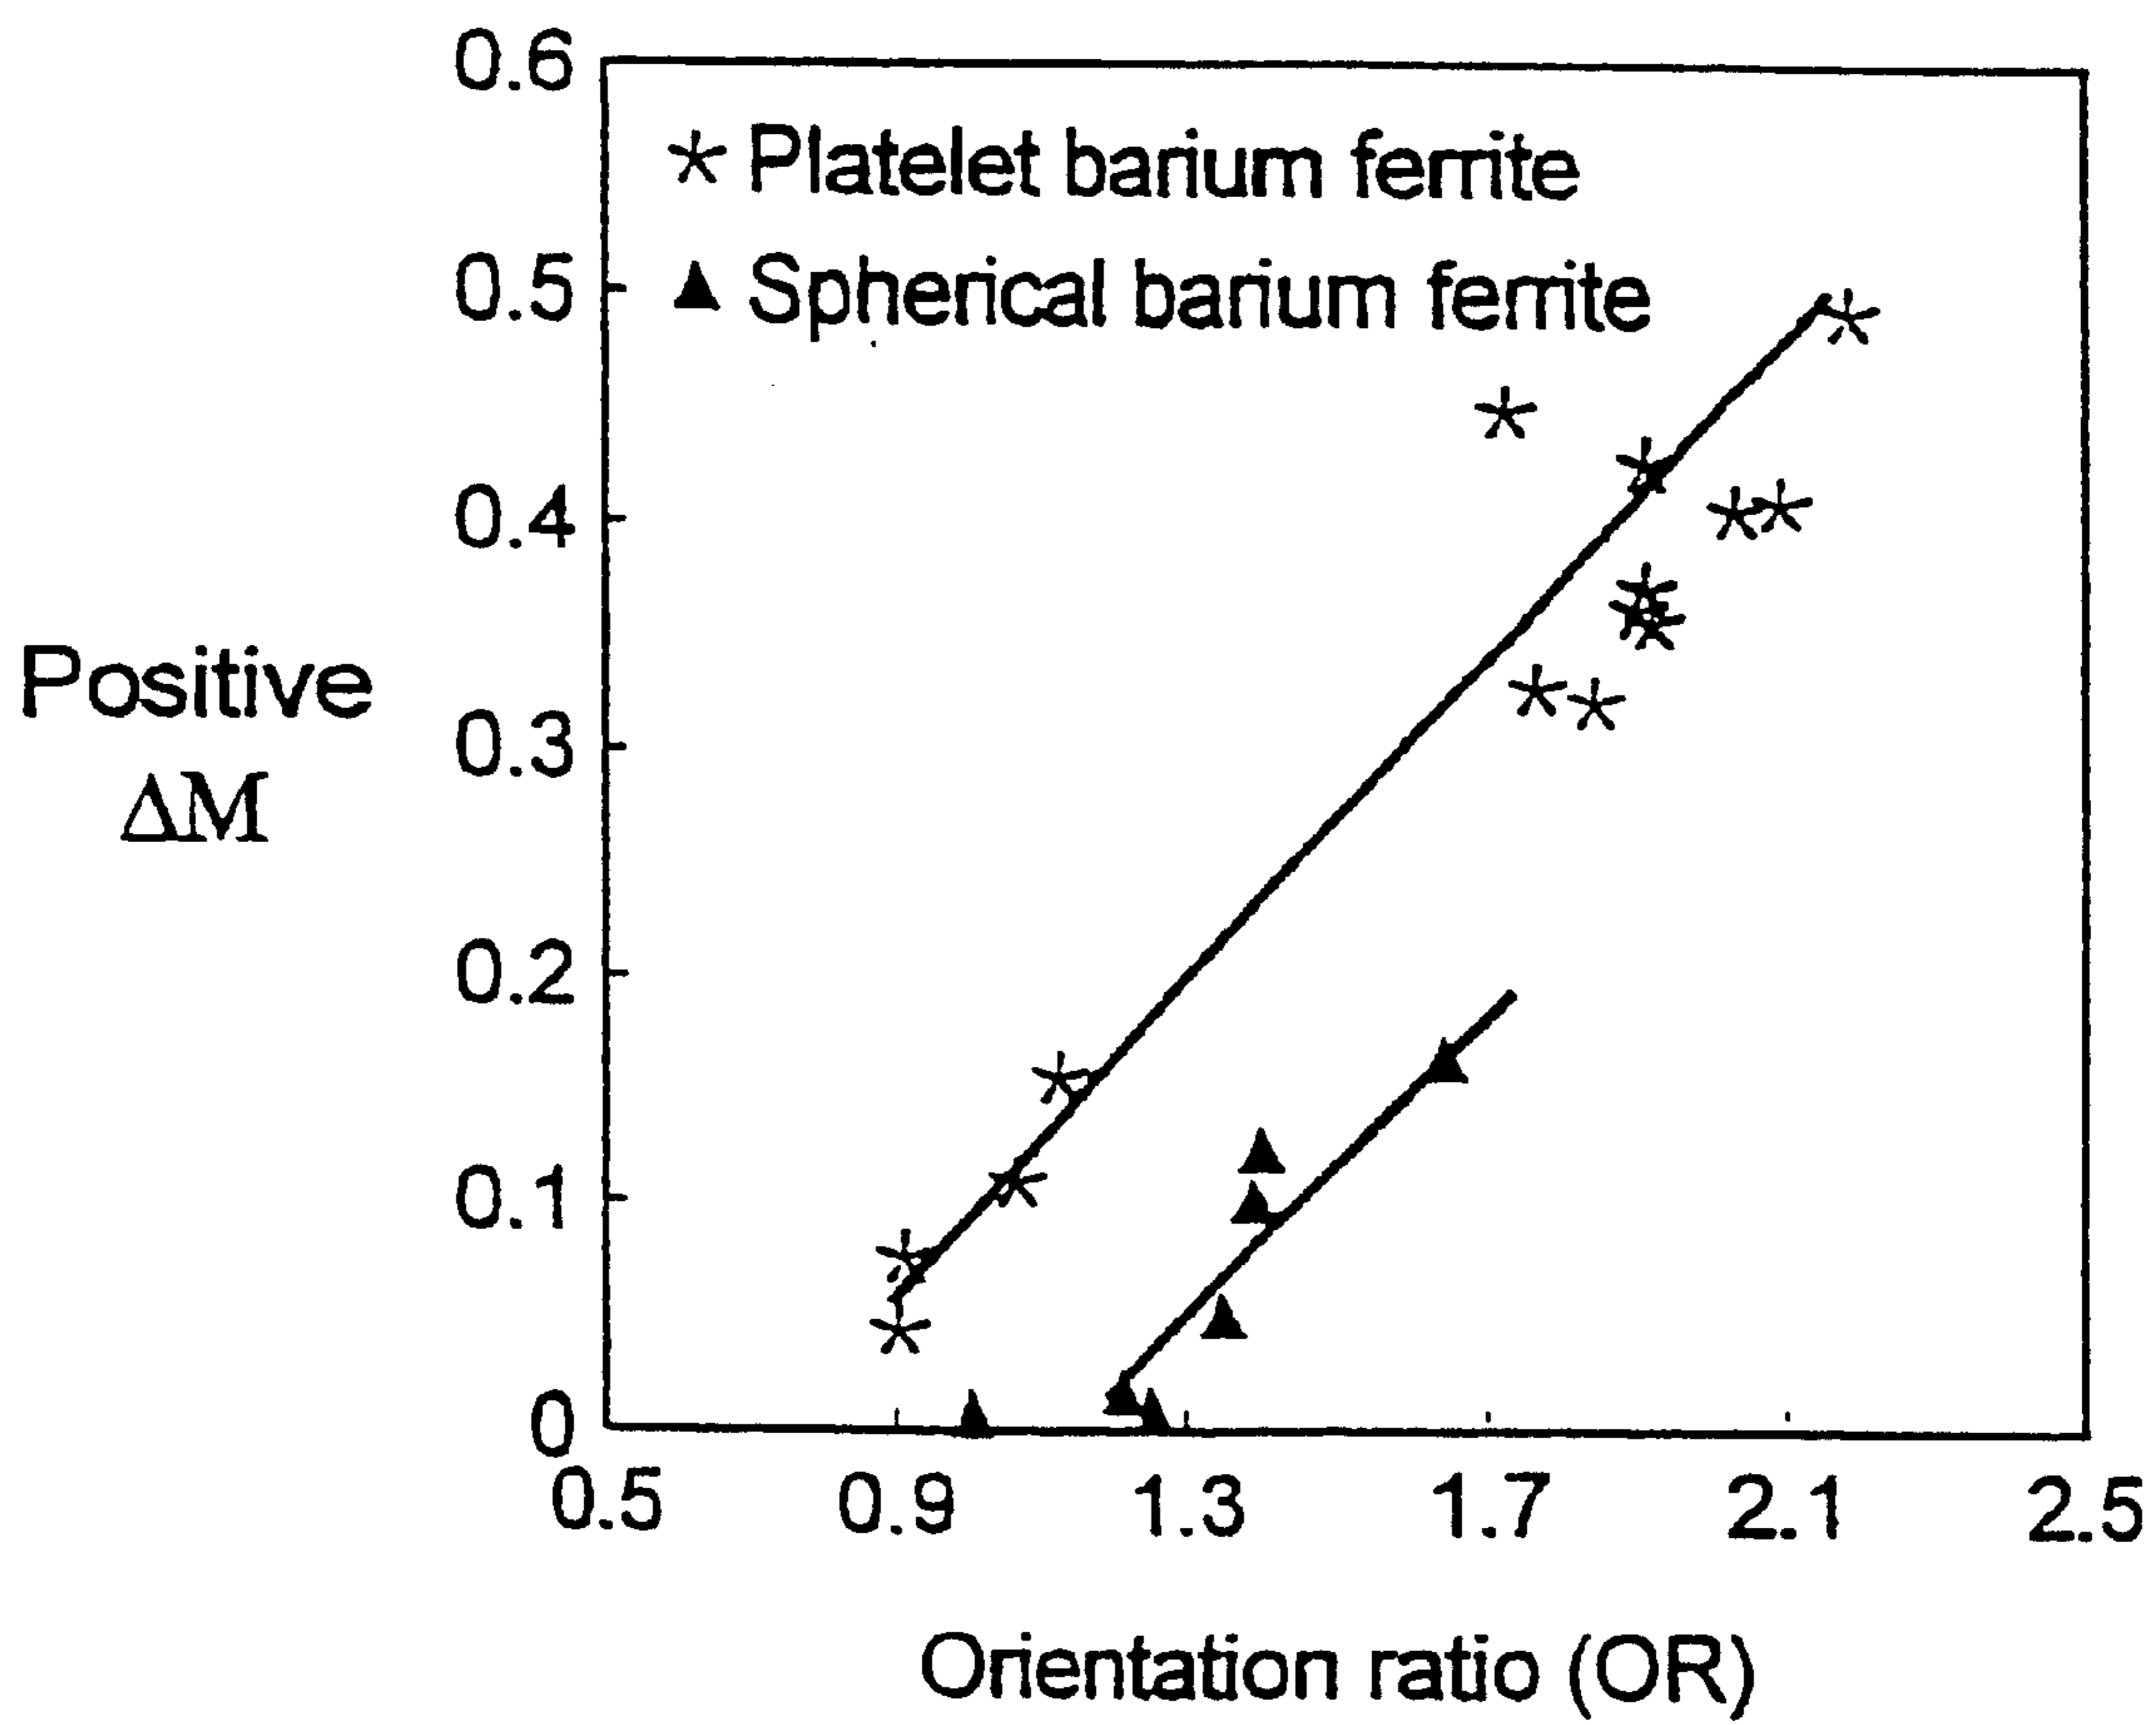 0.6
* Platelet barium ferrite
0.5
▲ Spherical barium ferrite
0.4
Positive
0.3
ΔM
0.2
0.1
0
0.5 0.9 1.3 1.7 2.1 2.5
Orientation ratio (OR)